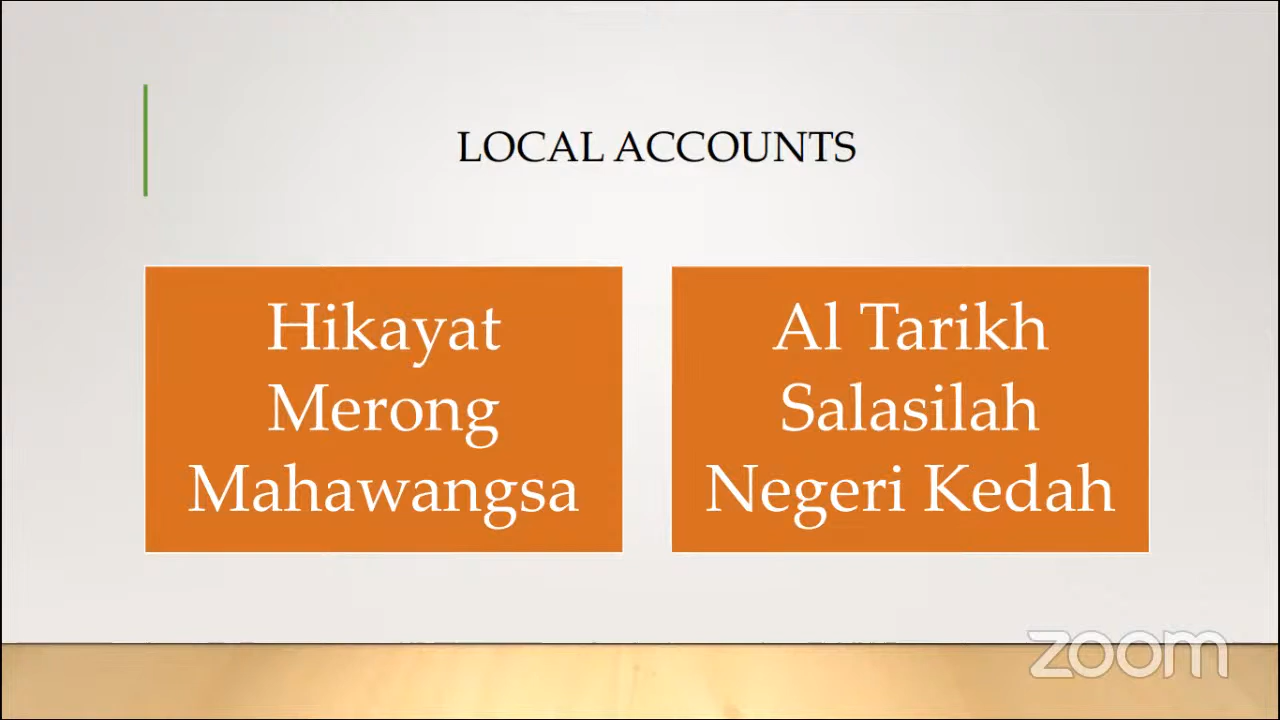 LOCAL ACCOUNTS
Hikayat
Merong
Mahawangsa
Al Tarikh
Salasilah
Negeri Kedah
zoom